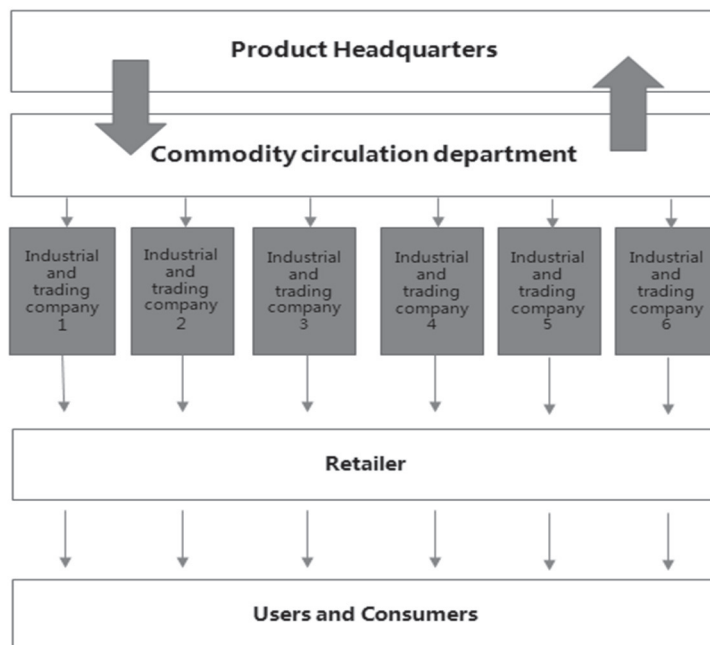 Product Headquarters
Commodity circulation department
Industrial
and
trading
company
1
Industrial
and
trading
company
2
Industrial
and
trading
company
3
Industrial
and
trading
company
4
Industrial
and
trading
company
5
Industrial
and
trading
company
6
Retailer
Users and Consumers